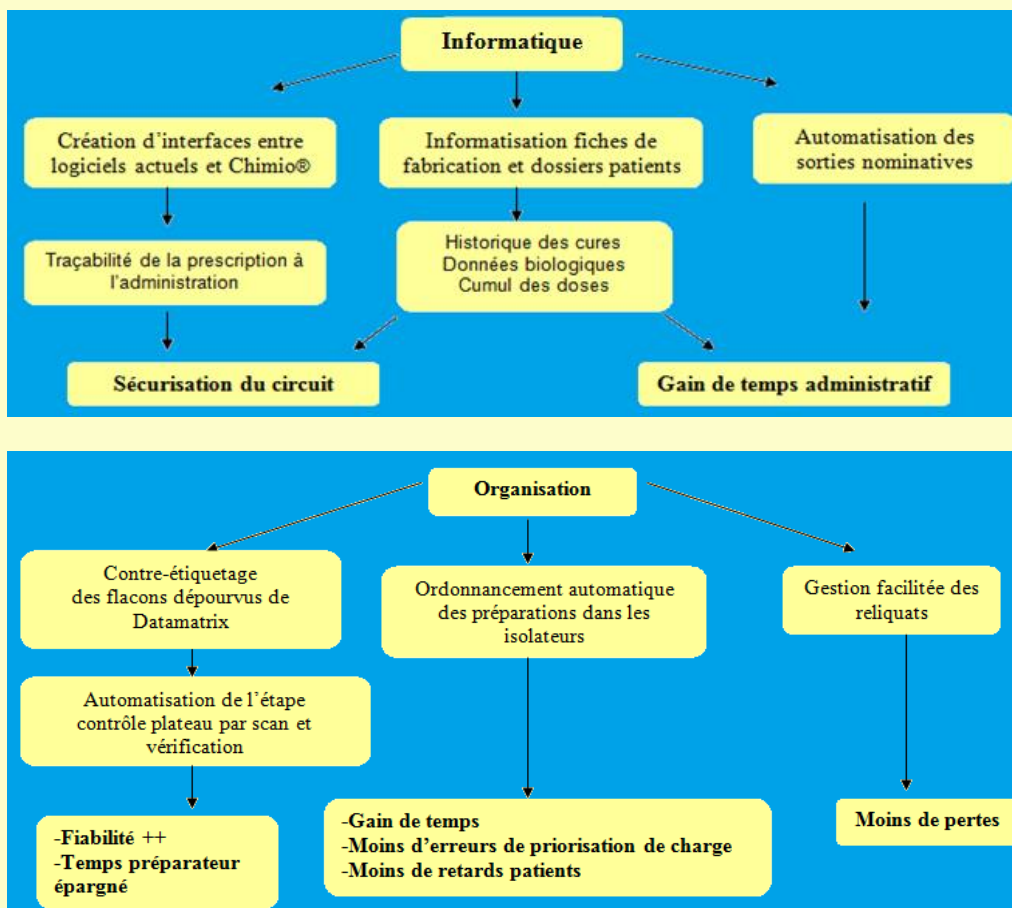 Informatique
Création d'interfaces entre
logiciels actuels et Chimio®
Informatisation fiches de
fabrication et dossiers patients
Automatisation des
sorties nominatives
Traçabilité de la prescription à
l'administration
Historique des cures
Données biologiques
Cumul des doses
Sécurisation du circuit
Gain de temps administratif
Organisation
Contre-étiquetage
des flacons dépourvus de
Datamatrix
Ordonnancement automatique
des préparations dans les
isolateurs
Gestion facilitée des
reliquats
Automatisation de l'étape
contrôle plateau par scan et
vérification
-Fiabilité ++
-Temps préparateur
épargné
-Gain de temps
-Moins d'erreurs de priorisation de charge
-Moins de retards patients
Moins de pertes